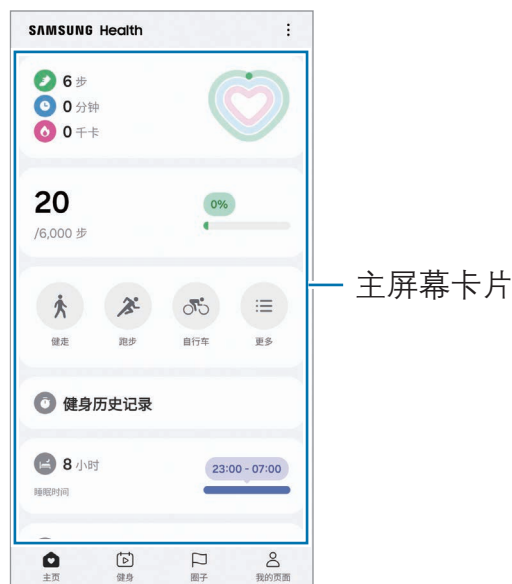 SAMSUNG Health
6 步
0 分钟
0 千卡
20
/6,000 步
0%
健走
跑步
自行车
更多
健身历史记录
8 小时
睡眠时间
23:00 - 07:00
主页
健身
圈子
我的页面
主屏幕卡片